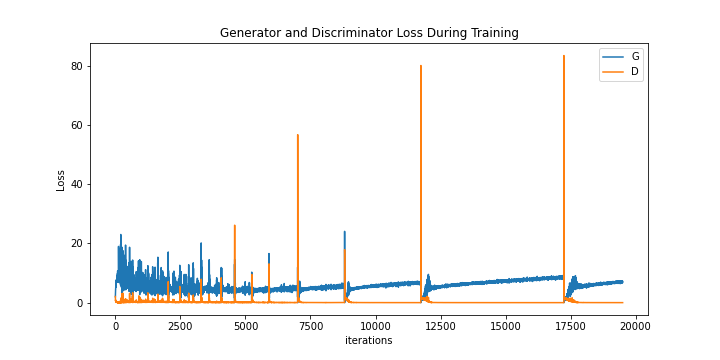 Generator and Discriminator Loss During Training
G
D
80
60
40
20
0
Loss
0 2500 5000 7500 10000 12500 15000 17500 20000
iterations